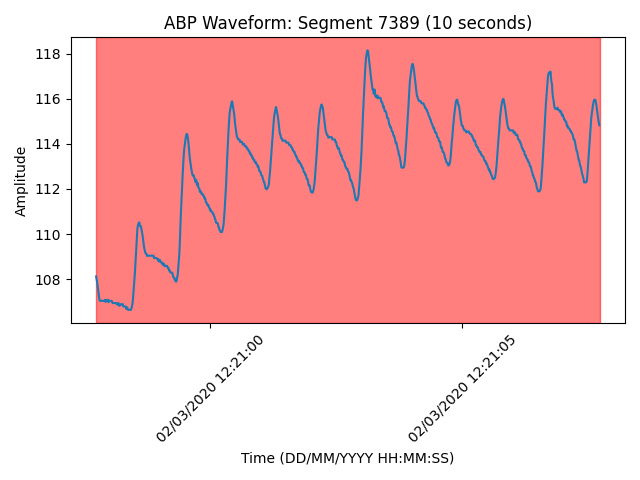 ABP Waveform: Segment 7389 (10 seconds)
118
116
114
112
110
108
Amplitude
02/03/2020 12:21:00
02/03/2020 12:21:05
Time (DD/MM/YYYY HH:MM:SS)